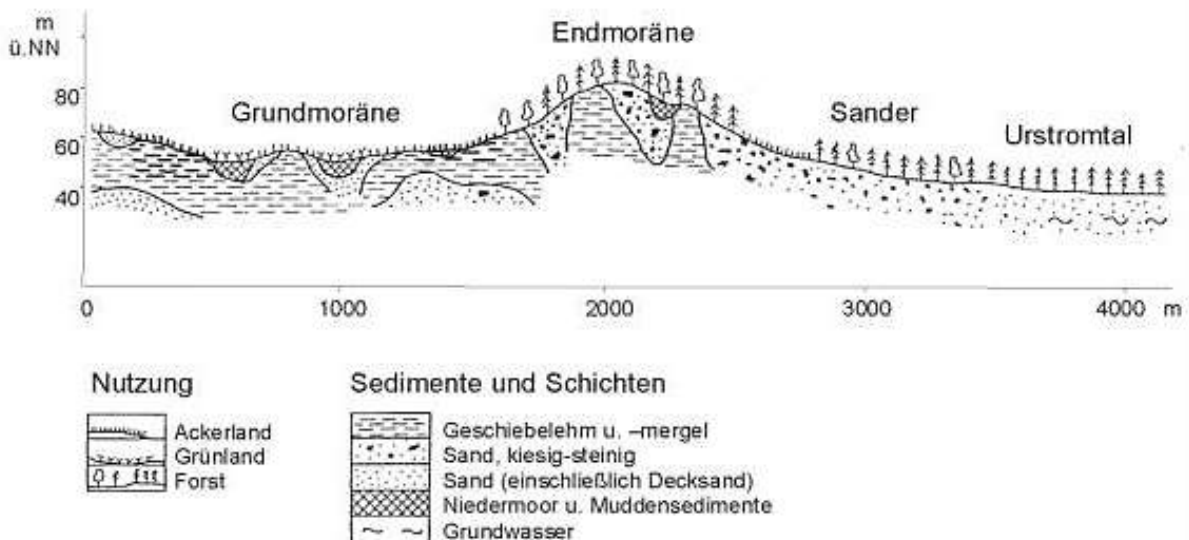 m
ü.NN
80
60
40
Endmoräne
Grundmoräne
Sander
Urstromtal
0 1000 2000 3000 4000 m
Nutzung
Ackerland
Grünland
Forst
Sedimente und Schichten
Geschiebelehm u. –mergel
Sand, kiesig-steinig
Sand (einschließlich Decksand)
Niedermoor u. Muddensedimente
Grundwasser